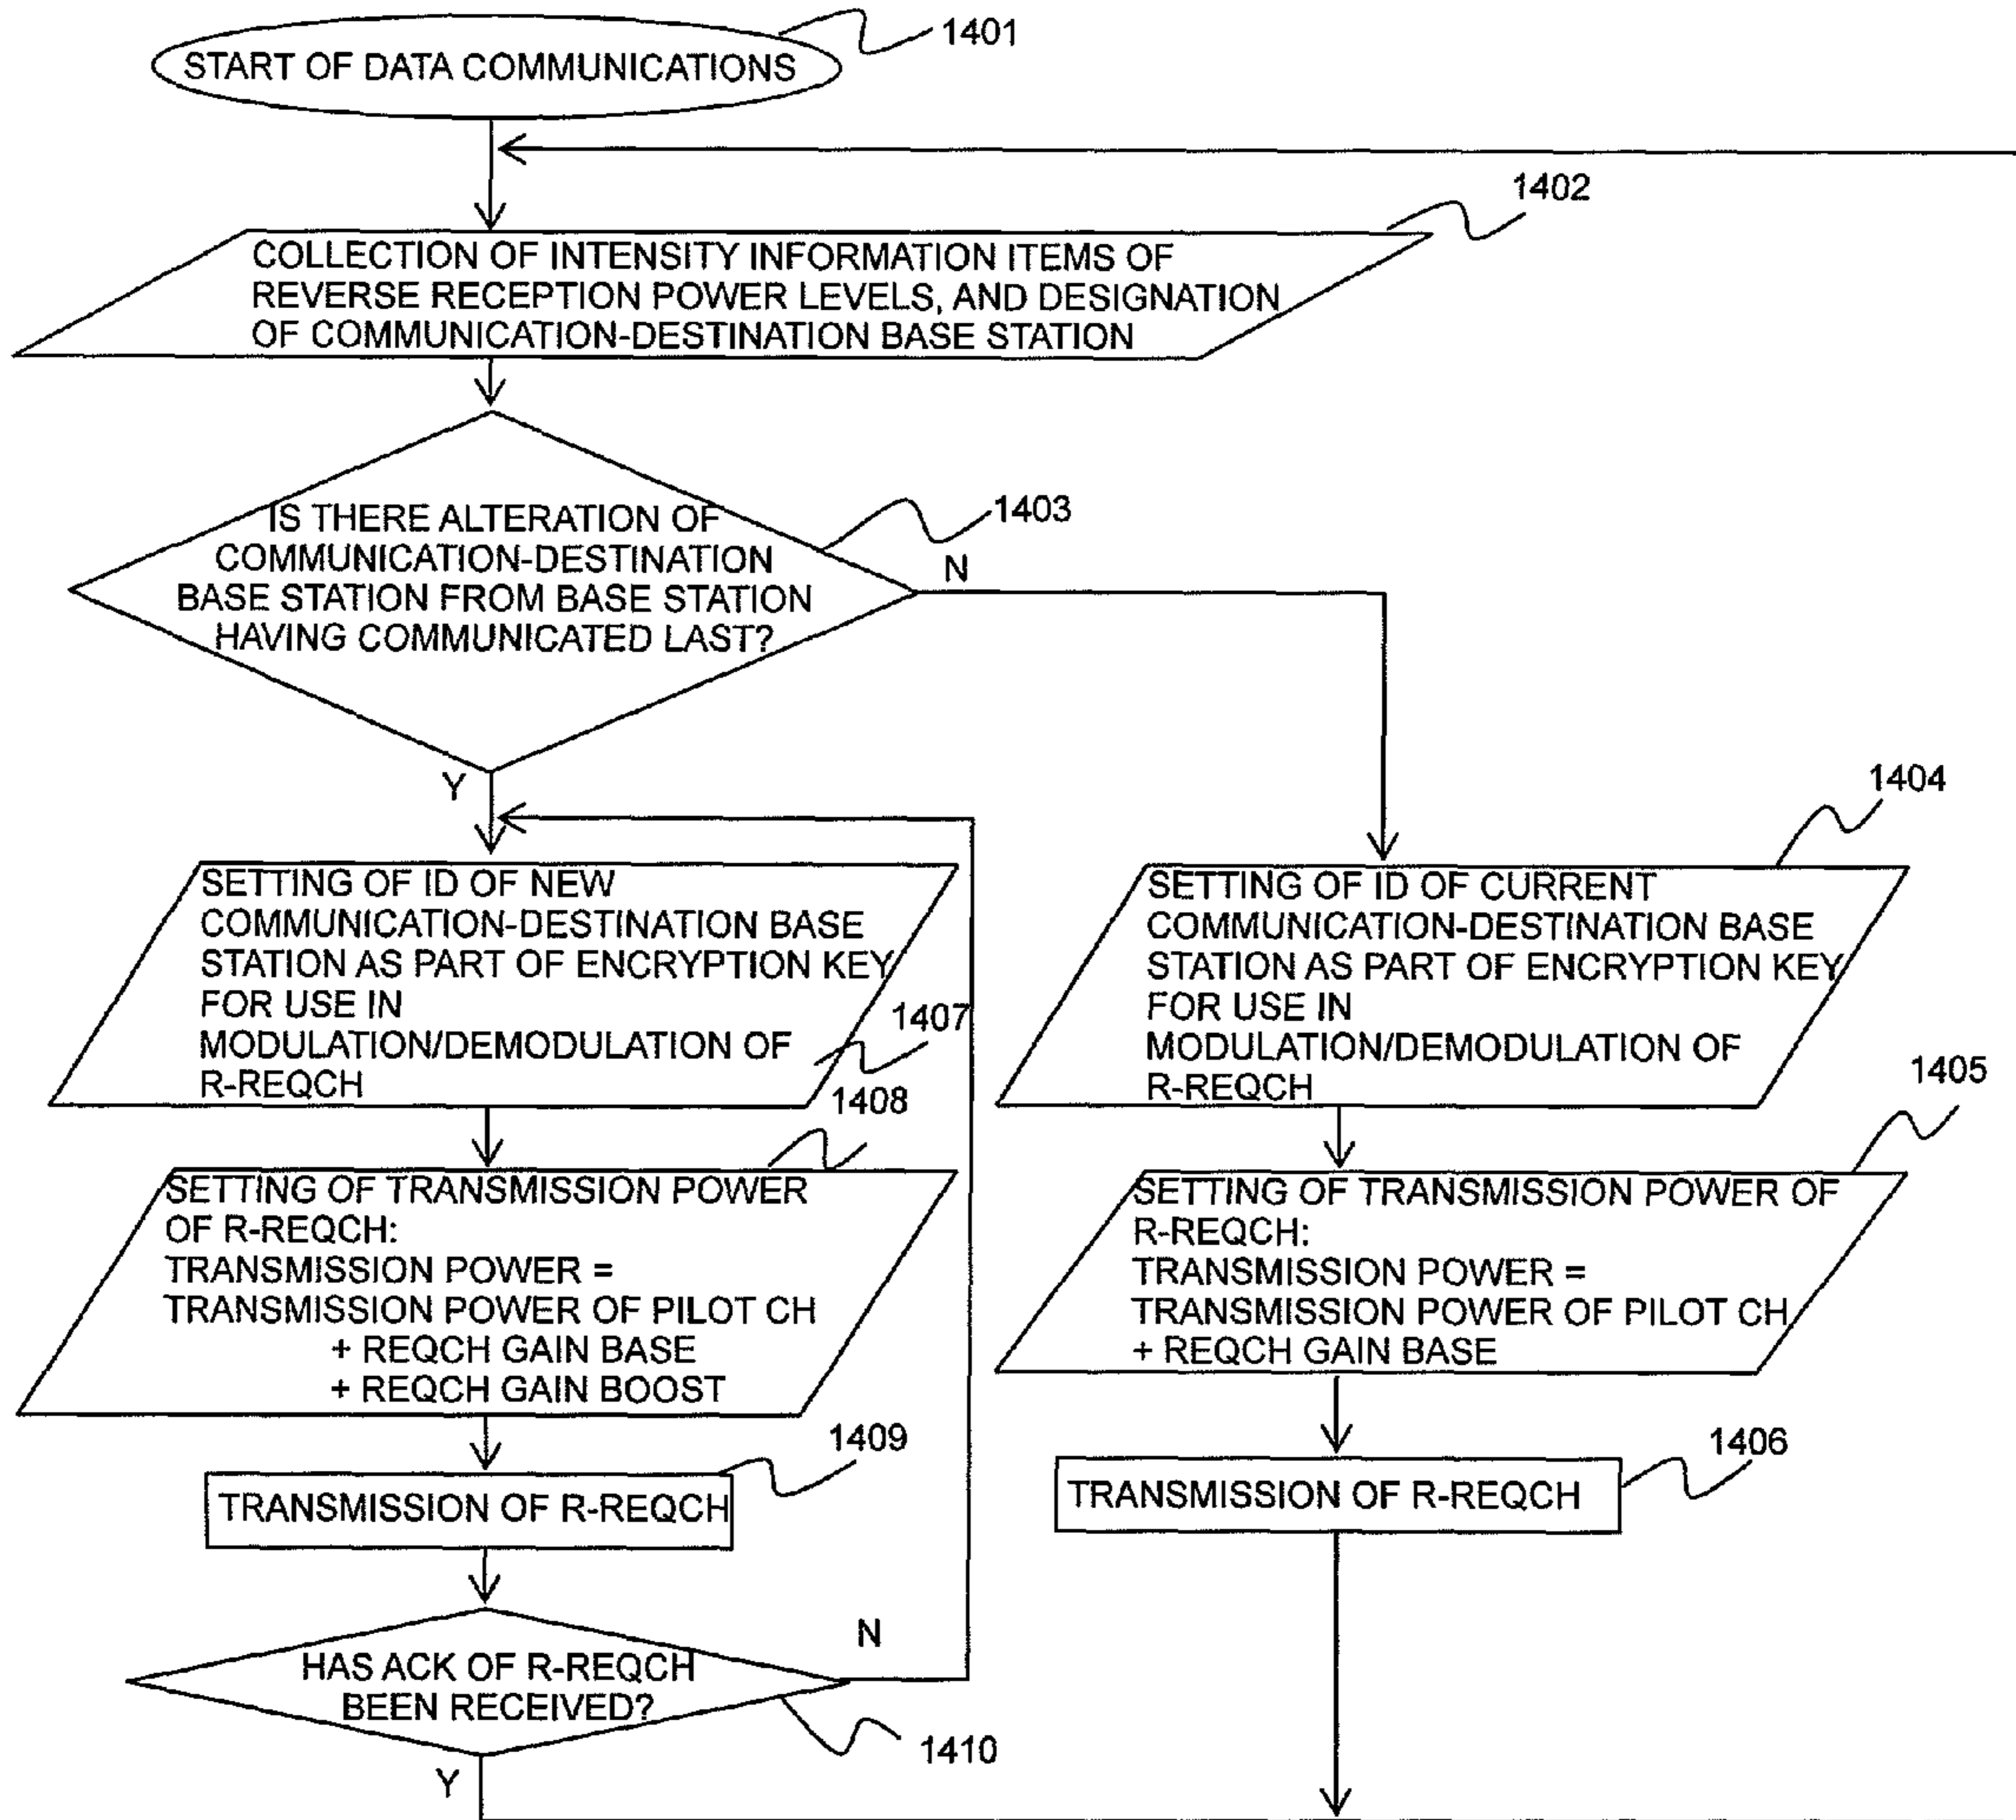 START OF DATA COMMUNICATIONS
1401
1402
COLLECTION OF INTENSITY INFORMATION ITEMS OF
REVERSE RECEPTION POWER LEVELS, AND DESIGNATION
OF COMMUNICATION-DESTINATION BASE STATION
1403
IS THERE ALTERATION OF
COMMUNICATION-DESTINATION
BASE STATION FROM BASE STATION
HAVING COMMUNICATED LAST?
N
Y
1404
SETTING OF ID OF NEW
COMMUNICATION-DESTINATION BASE
STATION AS PART OF ENCRYPTION KEY
FOR USE IN
MODULATION/DEMODULATION OF
R-REQCH
1407
SETTING OF ID OF CURRENT
COMMUNICATION-DESTINATION BASE
STATION AS PART OF ENCRYPTION KEY
FOR USE IN
MODULATION/DEMODULATION OF
R-REQCH
1408
1405
SETTING OF TRANSMISSION POWER
OF R-REQCH:
TRANSMISSION POWER =
TRANSMISSION POWER OF PILOT CH
+ REQCH GAIN BASE
+ REQCH GAIN BOOST
SETTING OF TRANSMISSION POWER OF
R-REQCH:
TRANSMISSION POWER =
TRANSMISSION POWER OF PILOT CH
+ REQCH GAIN BASE
1409
1406
TRANSMISSION OF R-REQCH
TRANSMISSION OF R-REQCH
HAS ACK OF R-REQCH
BEEN RECEIVED?
N
1410
Y